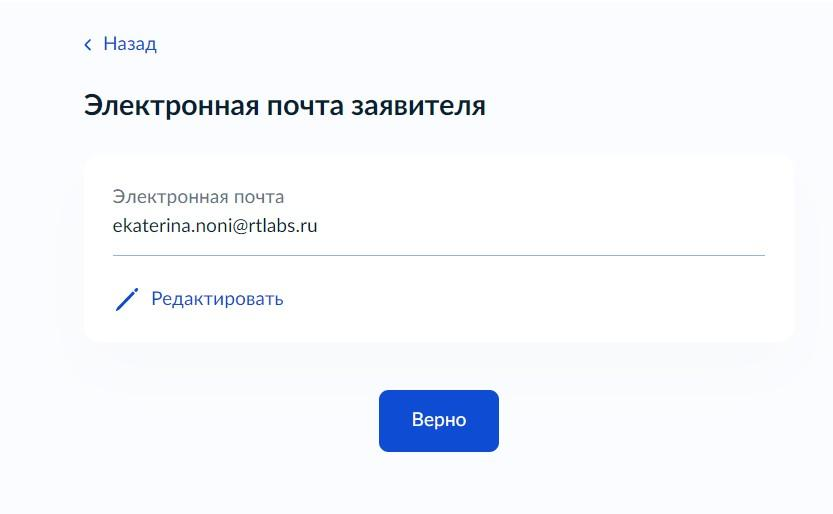 Назад
Электронная почта заявителя
Электронная почта
ekaterina.noni@rtlabs.ru
Редактировать
Верно